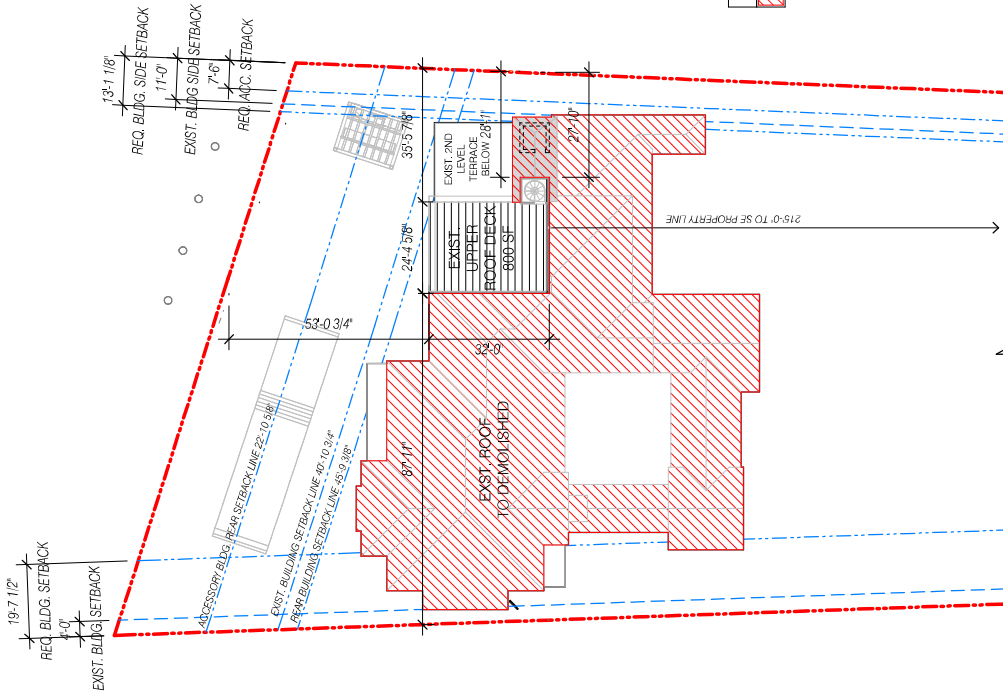 13'-1 1/8"
REQ. BLDG. SIDE SETBACK
11'-0"
EXIST. BLDG SIDE SETBACK
7'-6"
REQ. ACC. SETBACK
35'-5 7/8"
EXIST. 2ND
LEVEL
TERRACE
BELOW
28'-1"
27'-10"
24'-4 5/8"
EXIST.
UPPER
ROOF DECK
800 SF
215'-0" TO SE PROPERTY LINE
53'-0 3/4"
32'-0
87'-11"
EXST. ROOF
TO DEMOLISHED
ACCESSORY BLDG. REAR SETBACK LINE 22'-10 5/8"
EXIST. BUILDING SETBACK LINE 40'-10 3/4"
REAR BUILDING SETBACK LINE 45'-9 3/8"
19'-7 1/2"
REQ. BLDG. SETBACK
4'-0"
EXIST. BLDG. SETBACK